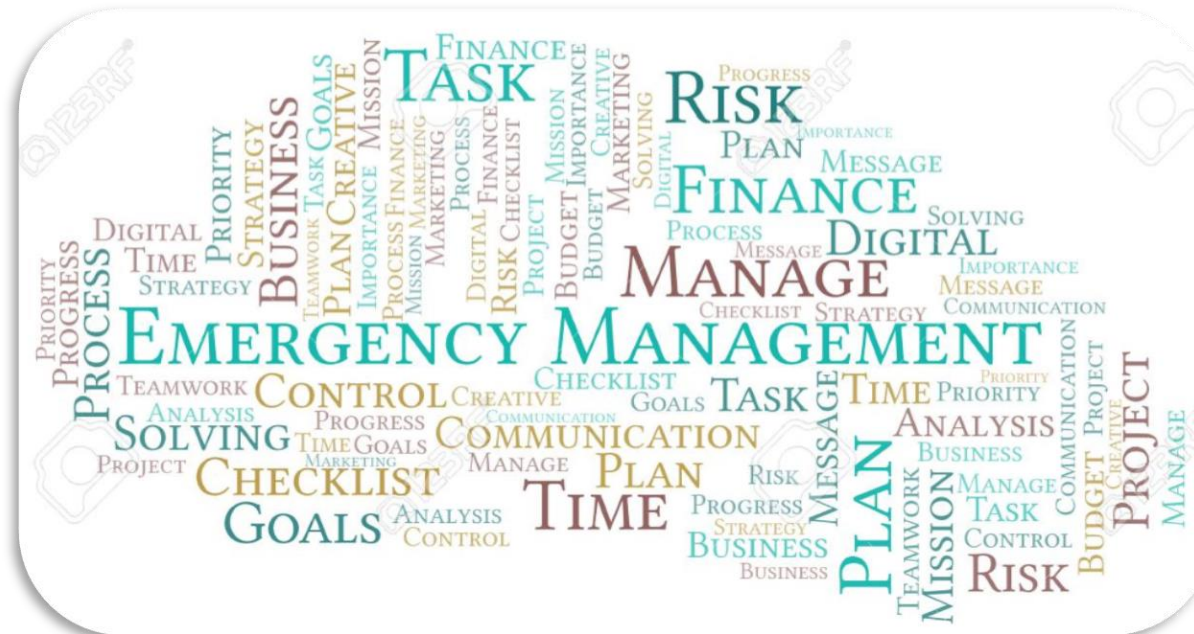 FINANCE
TASK
GOALS
MISSION
CREATIVE
IMPORTANCE
CREATIVE
MARKETING
RISK
PROGRESS
PLAN
IMPORTANCE
MESSAGE
FINANCE
SOLVING
DIGITAL
MISSION
PROCESS
FINANCE
MARKETING
FINANCE
PROCESS
CHECKLIST
BUSINESS
TASK
PRIORITY
STRATEGY
DIGITAL
TIME
STRATEGY
TEAMWORK
PLAN
IMPORTANCE
PROCESS
MISSION
MARKETING
DIGITAL
RISK
PROJECT
BUDGET
BUDGET
PROCESS
MESSAGE
DIGITAL
SOLVING
MANAGE
IMPORTANCE
MESSAGE
COMMUNICATION
CHECKLIST
STRATEGY
PRIORITY
PROGRESS
PROCESS
EMERGENCY MANAGEMENT
TEAMWORK
CONTROL
CREATIVE
CHECKLIST
GOALS
TASK
MESSAGE
TIME
PRIORITY
PRIORITY
COMMUNICATION
PROJECT
PROJECT
ANALYSIS
SOLVING
PROGRESS
TIME
GOALS
COMMUNICATION
COMMUNICATION
ANALYSIS
BUSINESS
CREATIVE
PROJECT
CHECKLIST
MARKETING
MANAGE
PLAN
RISK
PLAN
TEAMWORK
MISSION
MANAGE
TASK
BUDGET
MANAGE
GOALS
ANALYSIS
CONTROL
TIME
PROGRESS
STRATEGY
BUSINESS
BUSINESS
CONTROL
RISK
123RF
123RF
123RF
123RF